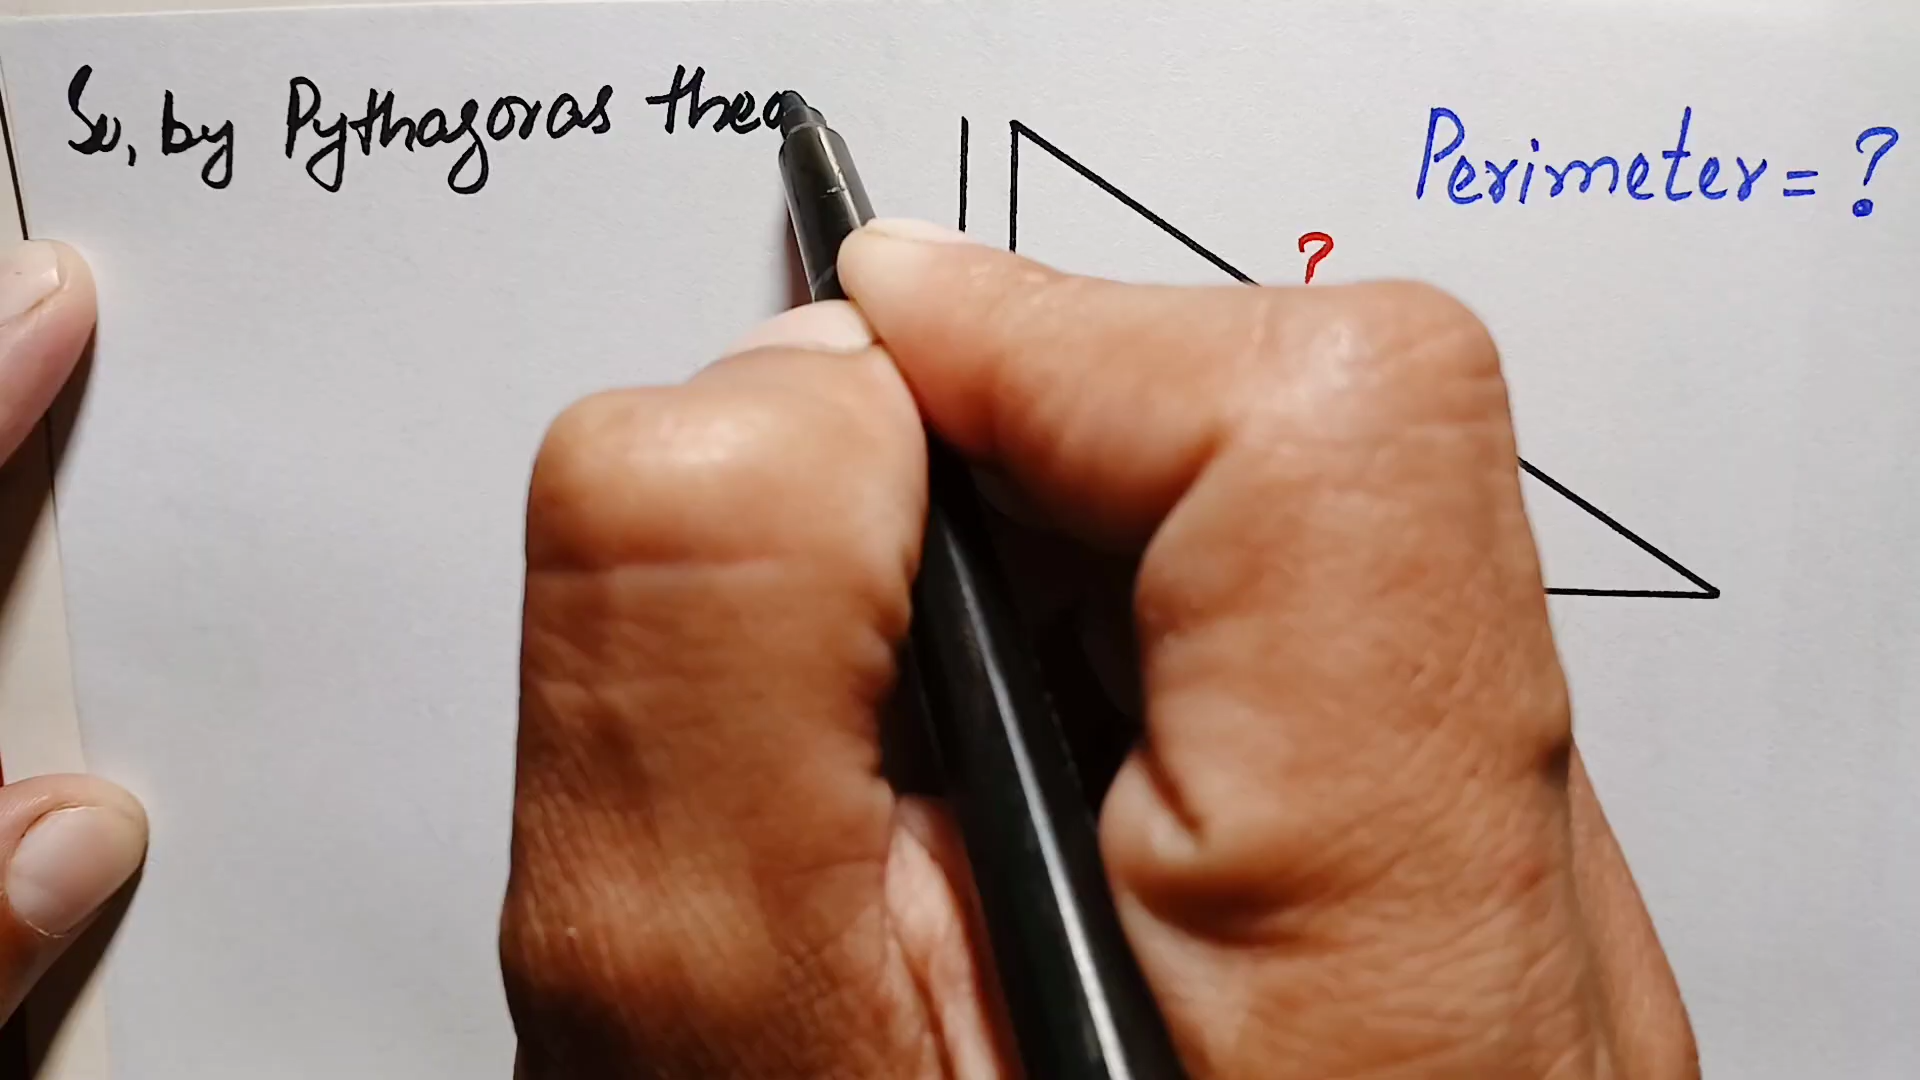 So, by Pythagoras theo
Perimeter = ?
?